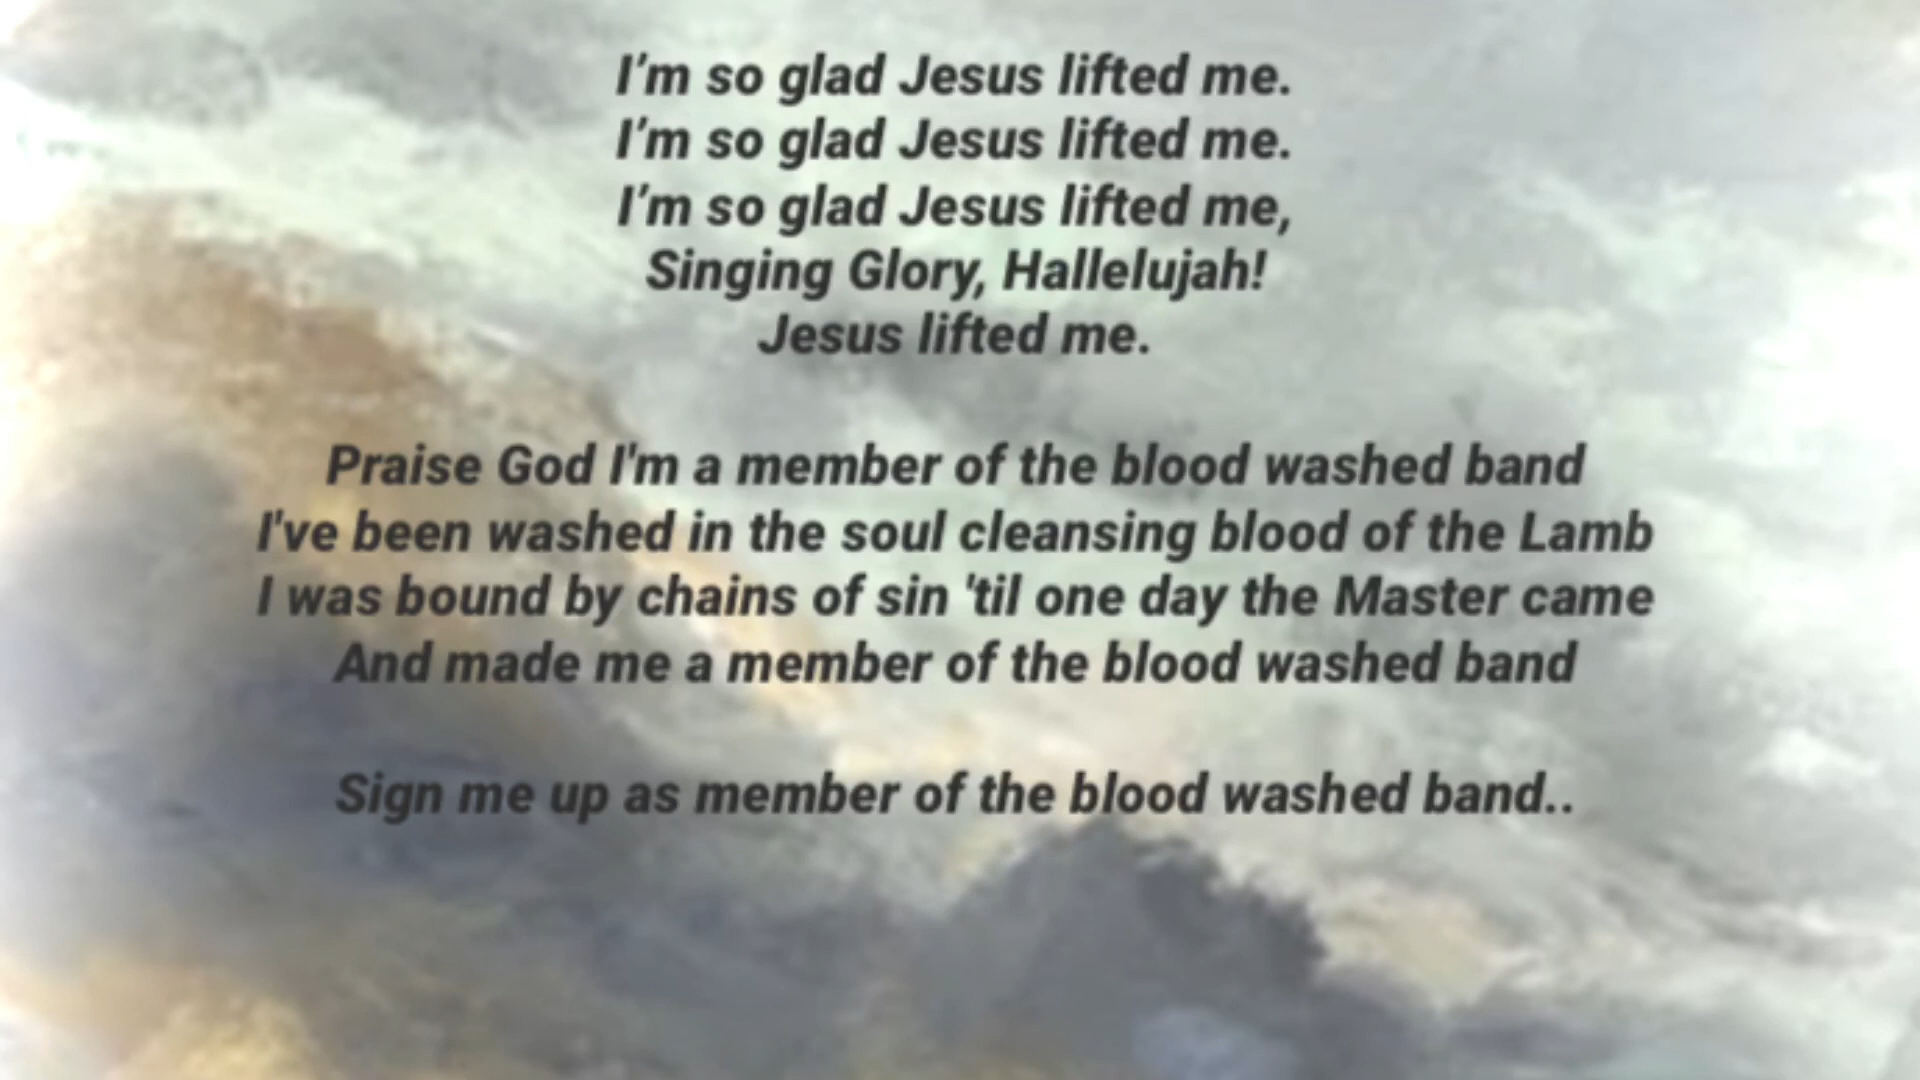 I’m so glad Jesus lifted me.
I’m so glad Jesus lifted me.
I’m so glad Jesus lifted me,
Singing Glory, Hallelujah!
Jesus lifted me.
Praise God I'm a member of the blood washed band
I've been washed in the soul cleansing blood of the Lamb
I was bound by chains of sin 'til one day the Master came
And made me a member of the blood washed band
Sign me up as member of the blood washed band..